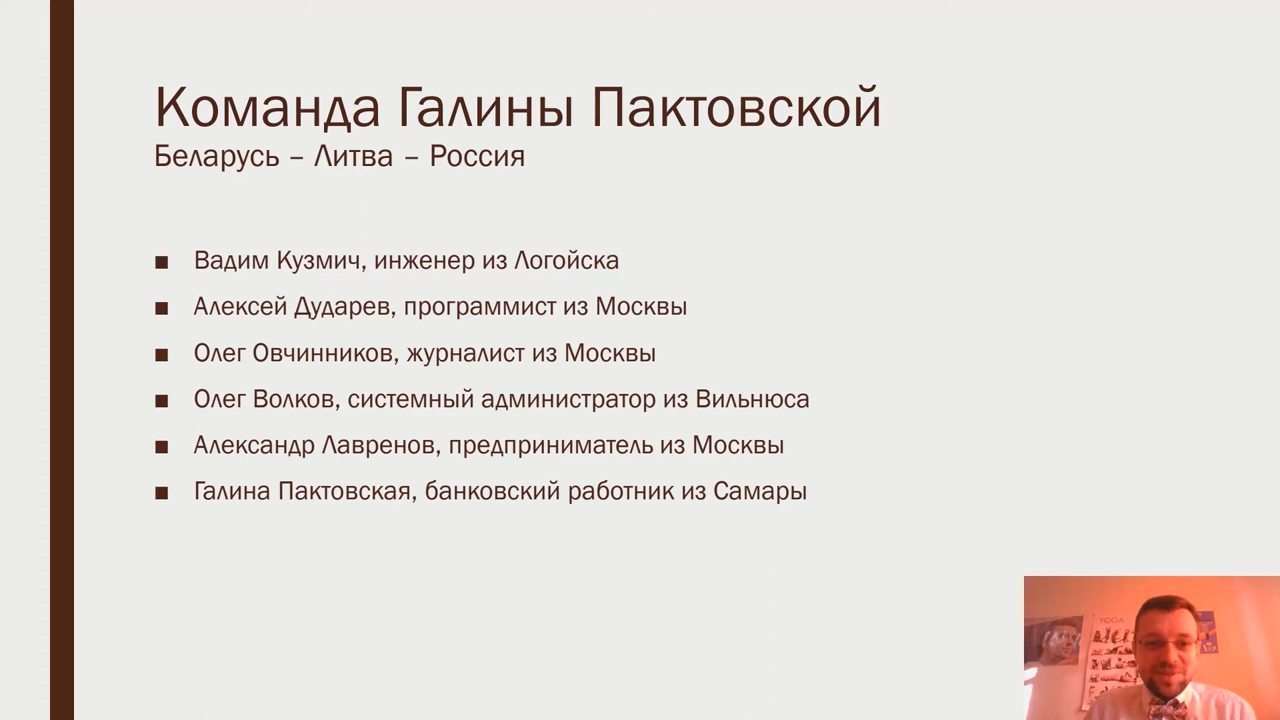 Команда Галины Пактовской
Беларусь – Литва – Россия
Вадим Кузмич, инженер из Логойска
Алексей Дударев, программист из Москвы
Олег Овчинников, журналист из Москвы
Олег Волков, системный администратор из Вильнюса
Александр Лавренов, предприниматель из Москвы
Галина Пактовская, банковский работник из Самары
YOGA